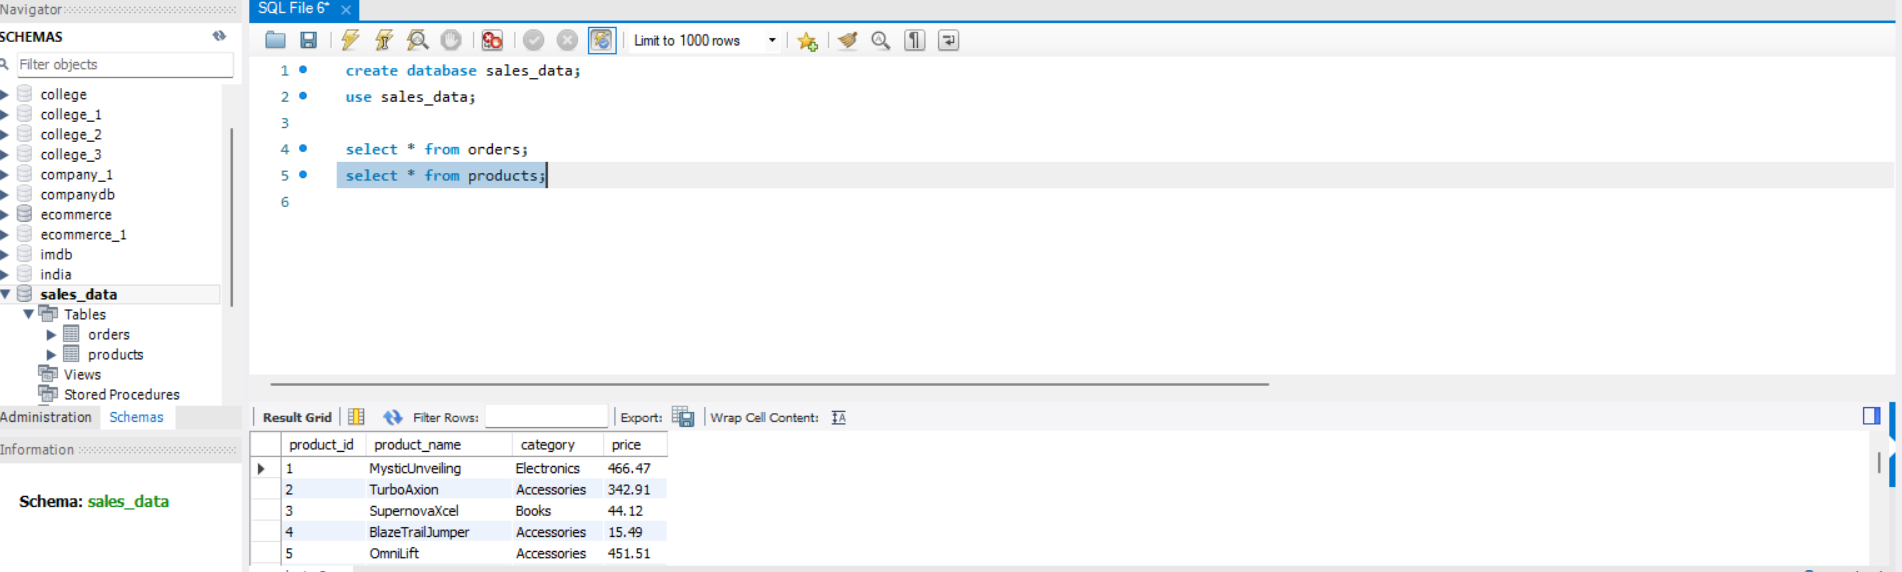 Navigator
SCHEMAS
Filter objects
college
college_1
college_2
college_3
company_1
companydb
ecommerce
ecommerce_1
imdb
india
sales_data
Tables
orders
products
Views
Stored Procedures
Administration Schemas
Information
Schema: sales_data
SQL File 6*
Limit to 1000 rows
1 create database sales_data;
2 use sales_data;
3
4 select * from orders;
5 select * from products;
6
Result Grid Filter Rows: Export: Wrap Cell Content:
product_id product_name category price
1 MysticUnveiling Electronics 466.47
2 TurboAxion Accessories 342.91
3 SupernovaXcel Books 44.12
4 BlazeTrailJumper Accessories 15.49
5 OmniLift Accessories 451.51